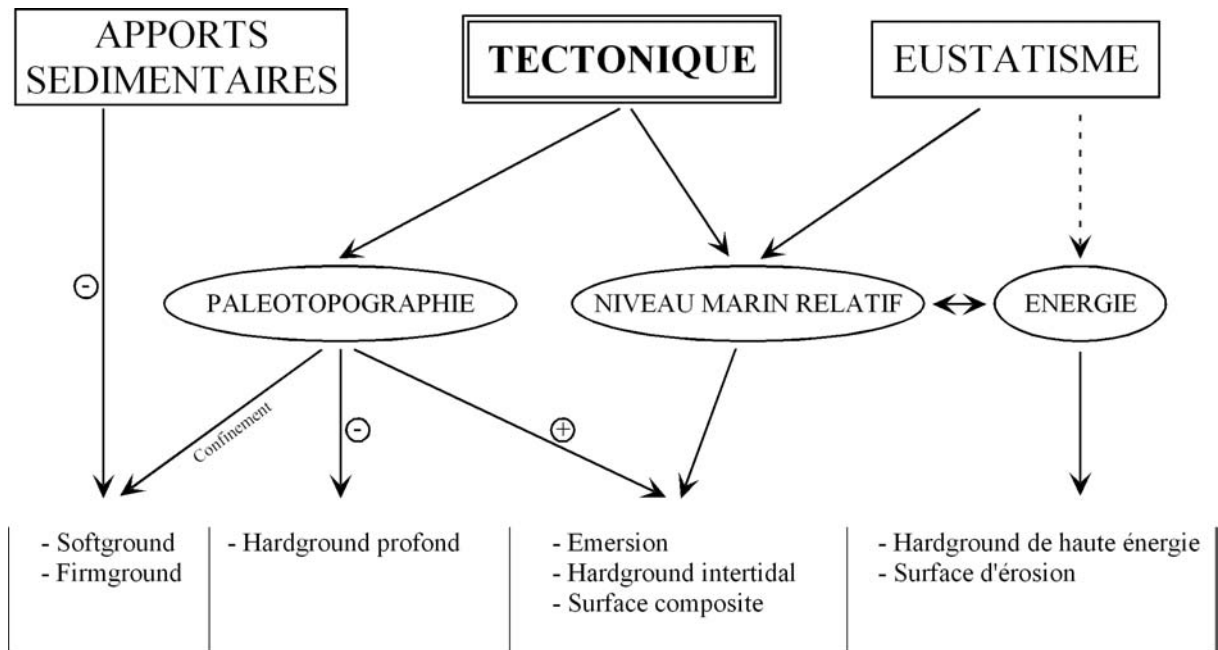 APPORTS
SEDIMENTAIRES
TECTONIQUE
EUSTATISME
-
PALEOTOPOGRAPHIE
NIVEAU MARIN RELATIF
ENERGIE
Confinement
-
+
- Softground
- Firmground
- Hardground profond
- Emersion
- Hardground intertidal
- Surface composite
- Hardground de haute énergie
- Surface d'érosion